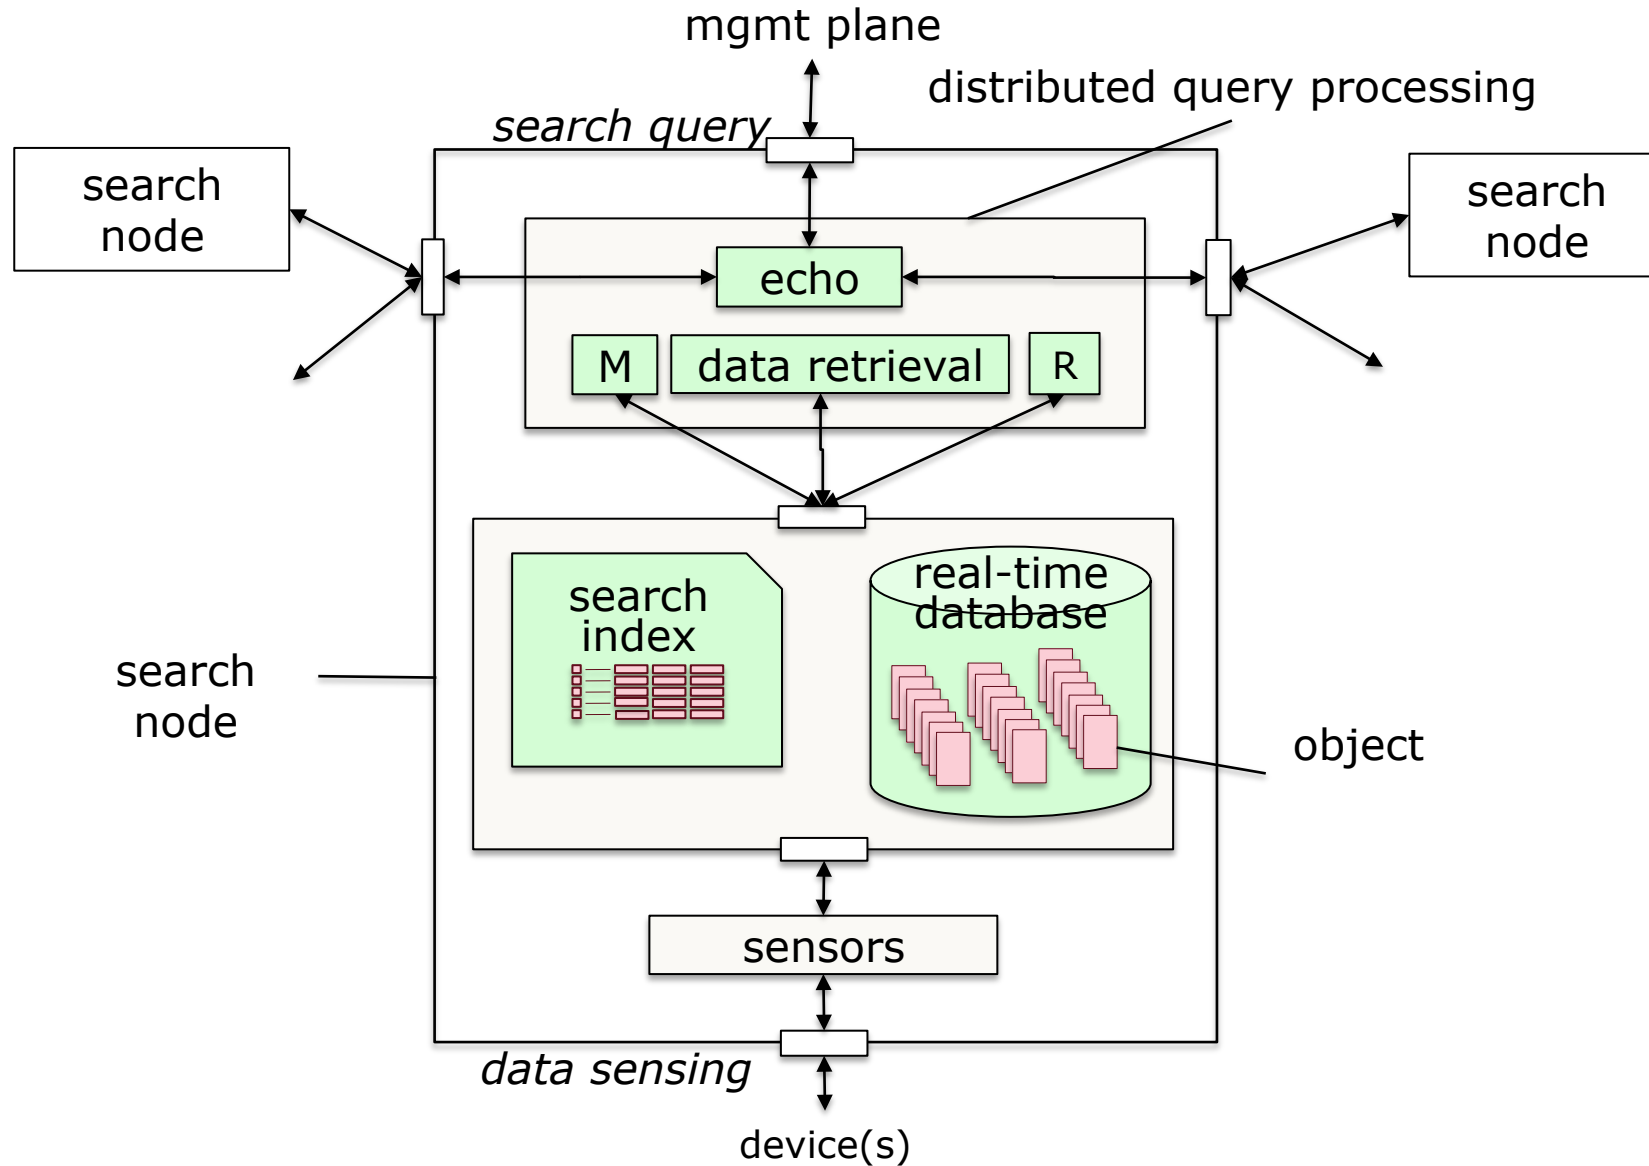 mgmt plane
distributed query processing
search query
search
node
search
node
echo
M
data retrieval
R
search
index
real-time
database
search
node
object
sensors
data sensing
device(s)